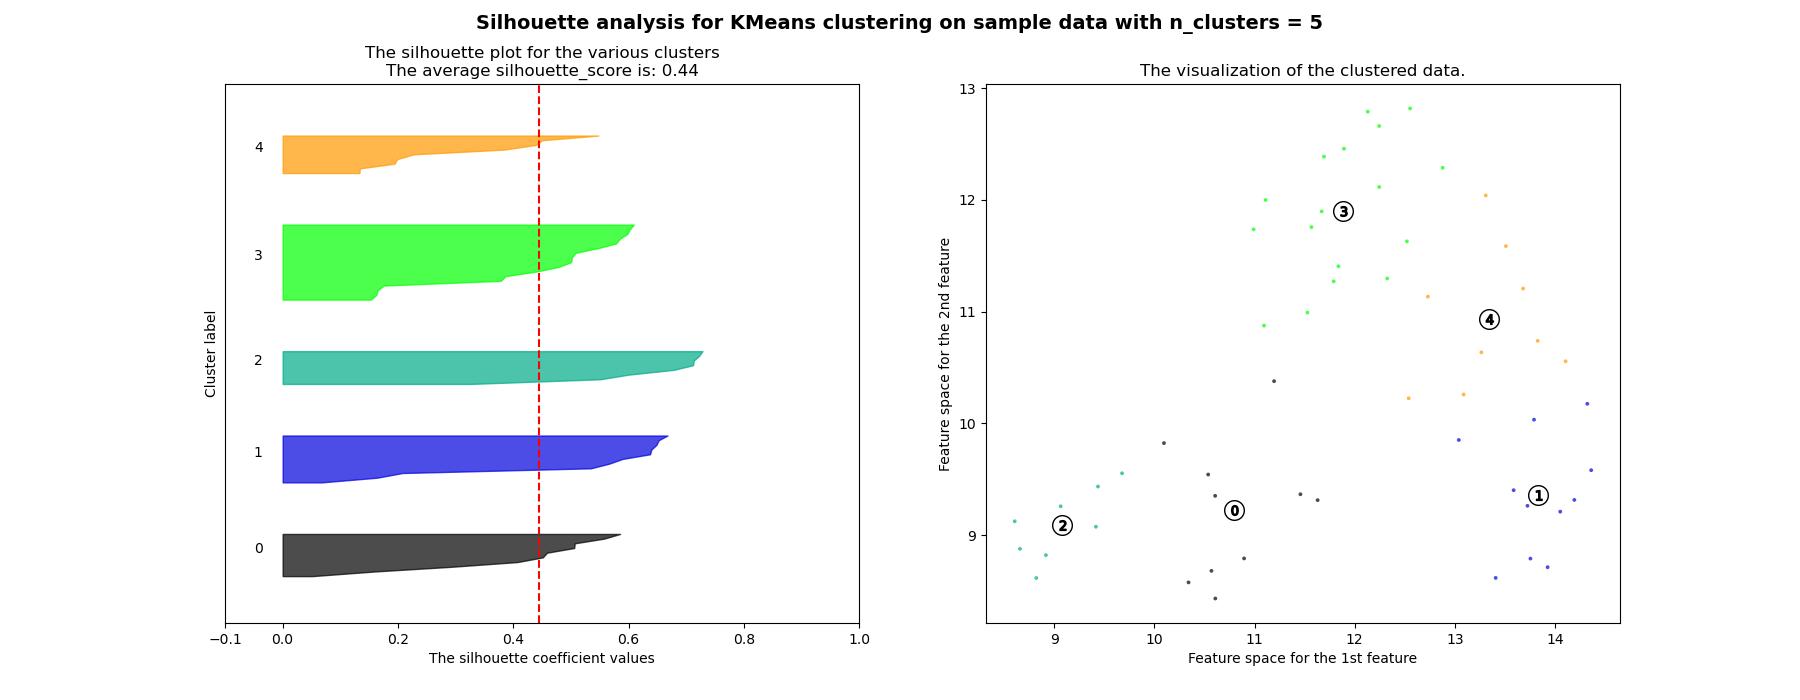 Silhouette analysis for KMeans clustering on sample data with n_clusters = 5
The silhouette plot for the various clusters
The average silhouette_score is: 0.44
4
3
2
1
0
Cluster label
−0.1 0.0 0.2 0.4 0.6 0.8 1.0
The silhouette coefficient values
The visualization of the clustered data.
13
12
11
10
9
Feature space for the 2nd feature
3
4
1
0
2
9 10 11 12 13 14
Feature space for the 1st feature